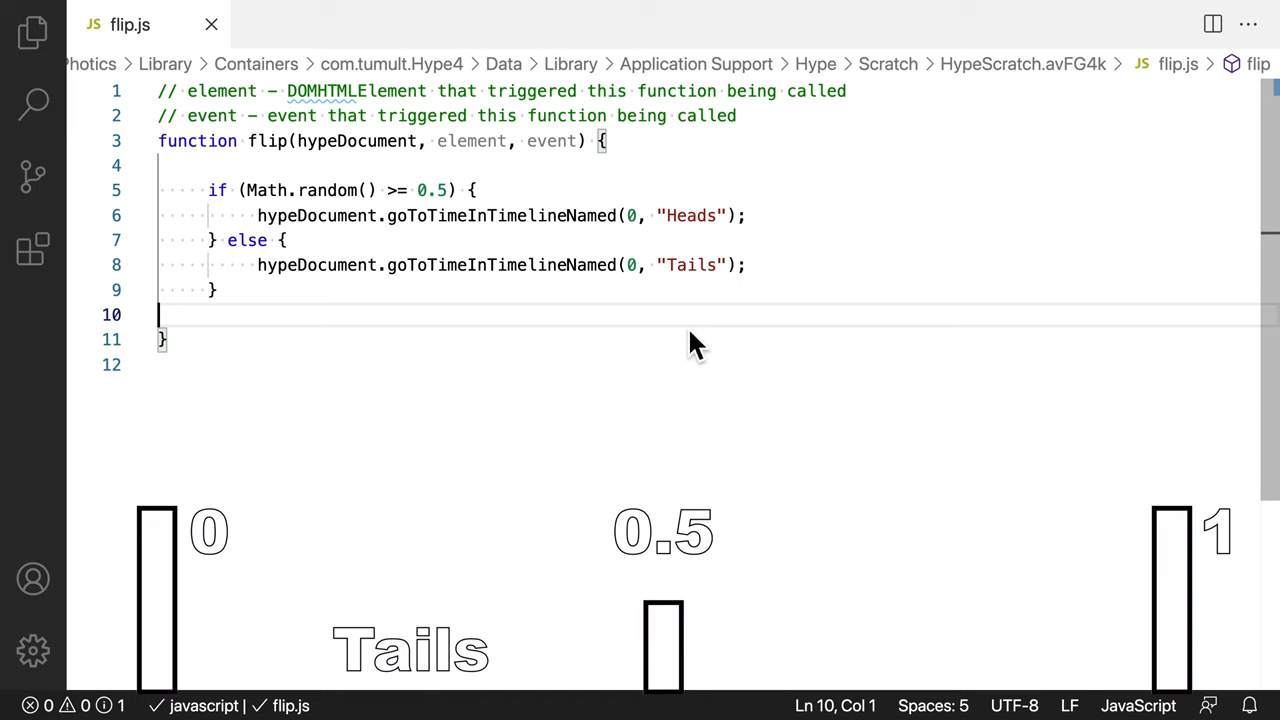 JS flip.js
Photics > Library > Containers > com.tumult.Hype4 > Data > Library > Application Support > Hype > Scratch > HypeScratch.avFG4k > JS flip.js > flip
1 // element - DOMHTMLElement that triggered this function being called
2 // event - event that triggered this function being called
3 function flip(hypeDocument, element, event) {
4
5 if (Math.random() >= 0.5) {
6 hypeDocument.goToTimeInTimelineNamed(0, "Heads");
7 } else {
8 hypeDocument.goToTimeInTimelineNamed(0, "Tails");
9 }
10
11 }
12
0 0.5 1
Tails
0 0 1 javascript | flip.js Ln 10, Col 1 Spaces: 5 UTF-8 LF JavaScript